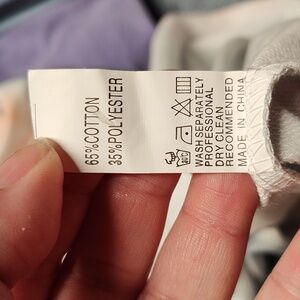 65%COTTON
35%POLYESTER
WASH SEPARATELY
PROFESSIONAL
DRY CLEAN
RECOMMENDED
MADE IN CHINA